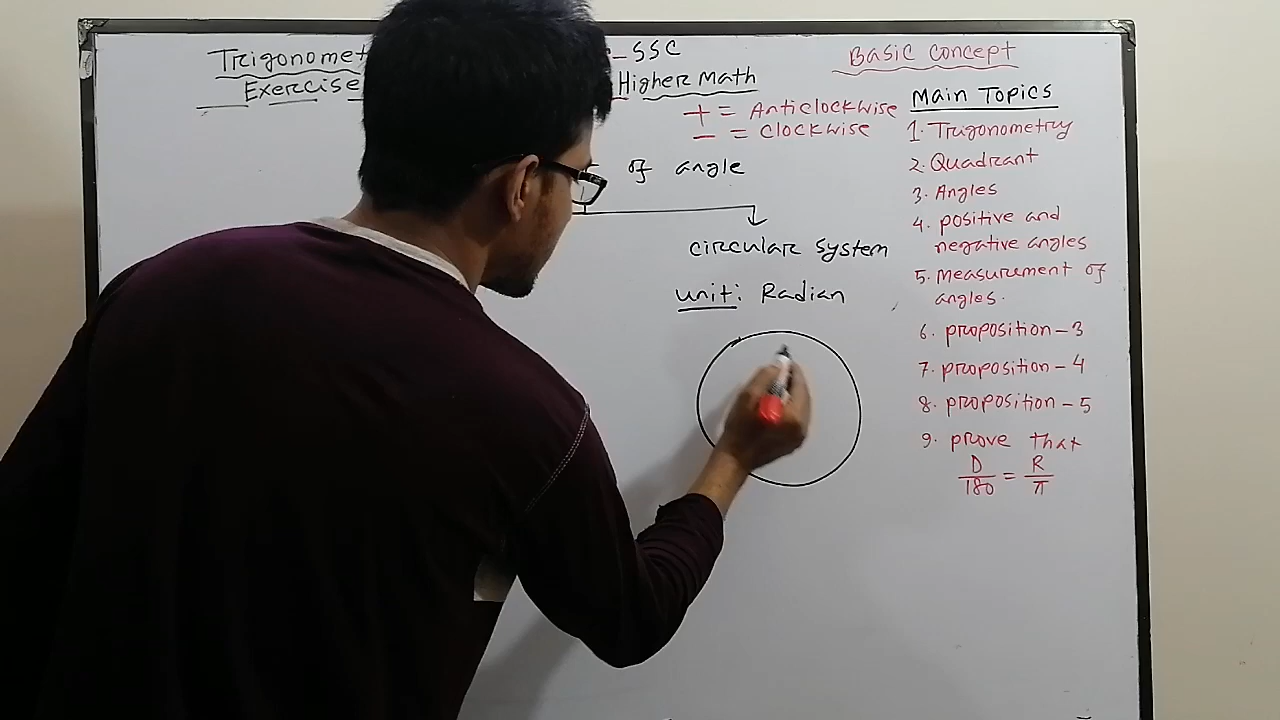 Trigonomet SSC
Exercise Higher Math
Basic Concept
+ = Anticlockwise
− = Clockwise
of angle
circular system
unit: Radian
Main Topics
1. Trigonometry
2. Quadrant
3. Angles
4. positive and
negative angles
5. Measurement of
angles.
6. proposition - 3
7. proposition - 4
8. proposition - 5
9. prove that
D/180 = R/π